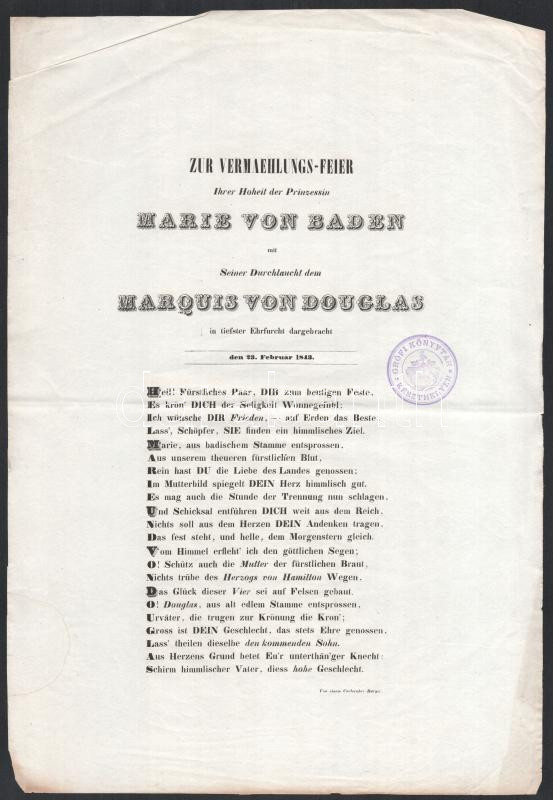 ZUR VERMAEHLUNGS-FEIER
Ihrer Hoheit der Prinzessin
MARIE VON BADEN
mit
Seiner Durchlaucht dem
MARQUIS VON DOUGLAS
in tiefster Ehrfurcht dargebracht
den 23. Februar 1843.
GRÓFI KÖNYVTÁR KESZTHELYEN
Heil! Fürstliches Paar, DIR zum heutigen Feste,
Es krön' DICH der Seligkeit Wonnegefühl;
Ich wünsche DIR Frieden, – auf Erden das Beste
Lass', Schöpfer, SIE finden ein himmlisches Ziel.
Marie, aus badischem Stamme entsprossen,
Aus unserem theueren fürstlichen Blut,
Rein hast DU die Liebe des Landes genossen;
Im Mutterbild spiegelt DEIN Herz himmlisch gut.
Es mag auch die Stunde der Trennung nun schlagen,
Und Schicksal entführen DICH weit aus dem Reich,
Nichts soll aus dem Herzen DEIN Andenken tragen,
Das fest steht, und helle, dem Morgenstern gleich.
Vom Himmel erfleht' ich den göttlichen Segen;
O! Schütz auch die Mutter der fürstlichen Braut,
Nichts trübe des Herzogs von Hamilton Wegen,
Das Glück dieser Vier sei auf Felsen gebaut.
O! Douglas, aus alt edlem Stamme entsprossen,
Urväter, die trugen zur Krönung die Kron';
Gross ist DEIN Geschlecht, das stets Ehre genossen,
Lass' theilen dieselbe den kommenden Sohn.
Aus Herzens Grund betet Eu'r unterthän'ger Knecht:
Schirm himmlischer Vater, diess hohe Geschlecht.
Von einem Carlsruher Bürger.